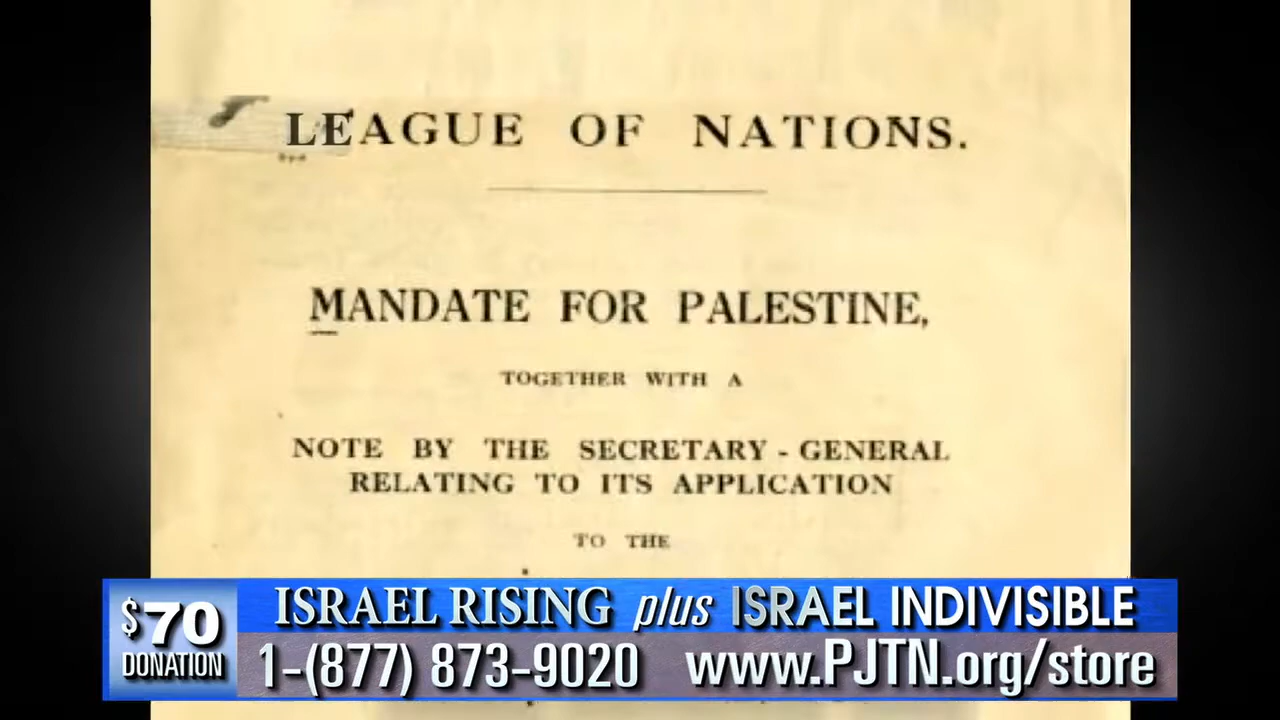 LEAGUE OF NATIONS.
MANDATE FOR PALESTINE,
TOGETHER WITH A
NOTE BY THE SECRETARY - GENERAL
RELATING TO ITS APPLICATION
TO THE
$70 DONATION
ISRAEL RISING plus ISRAEL INDIVISIBLE
1-(877) 873-9020 www.PJTN.org/store